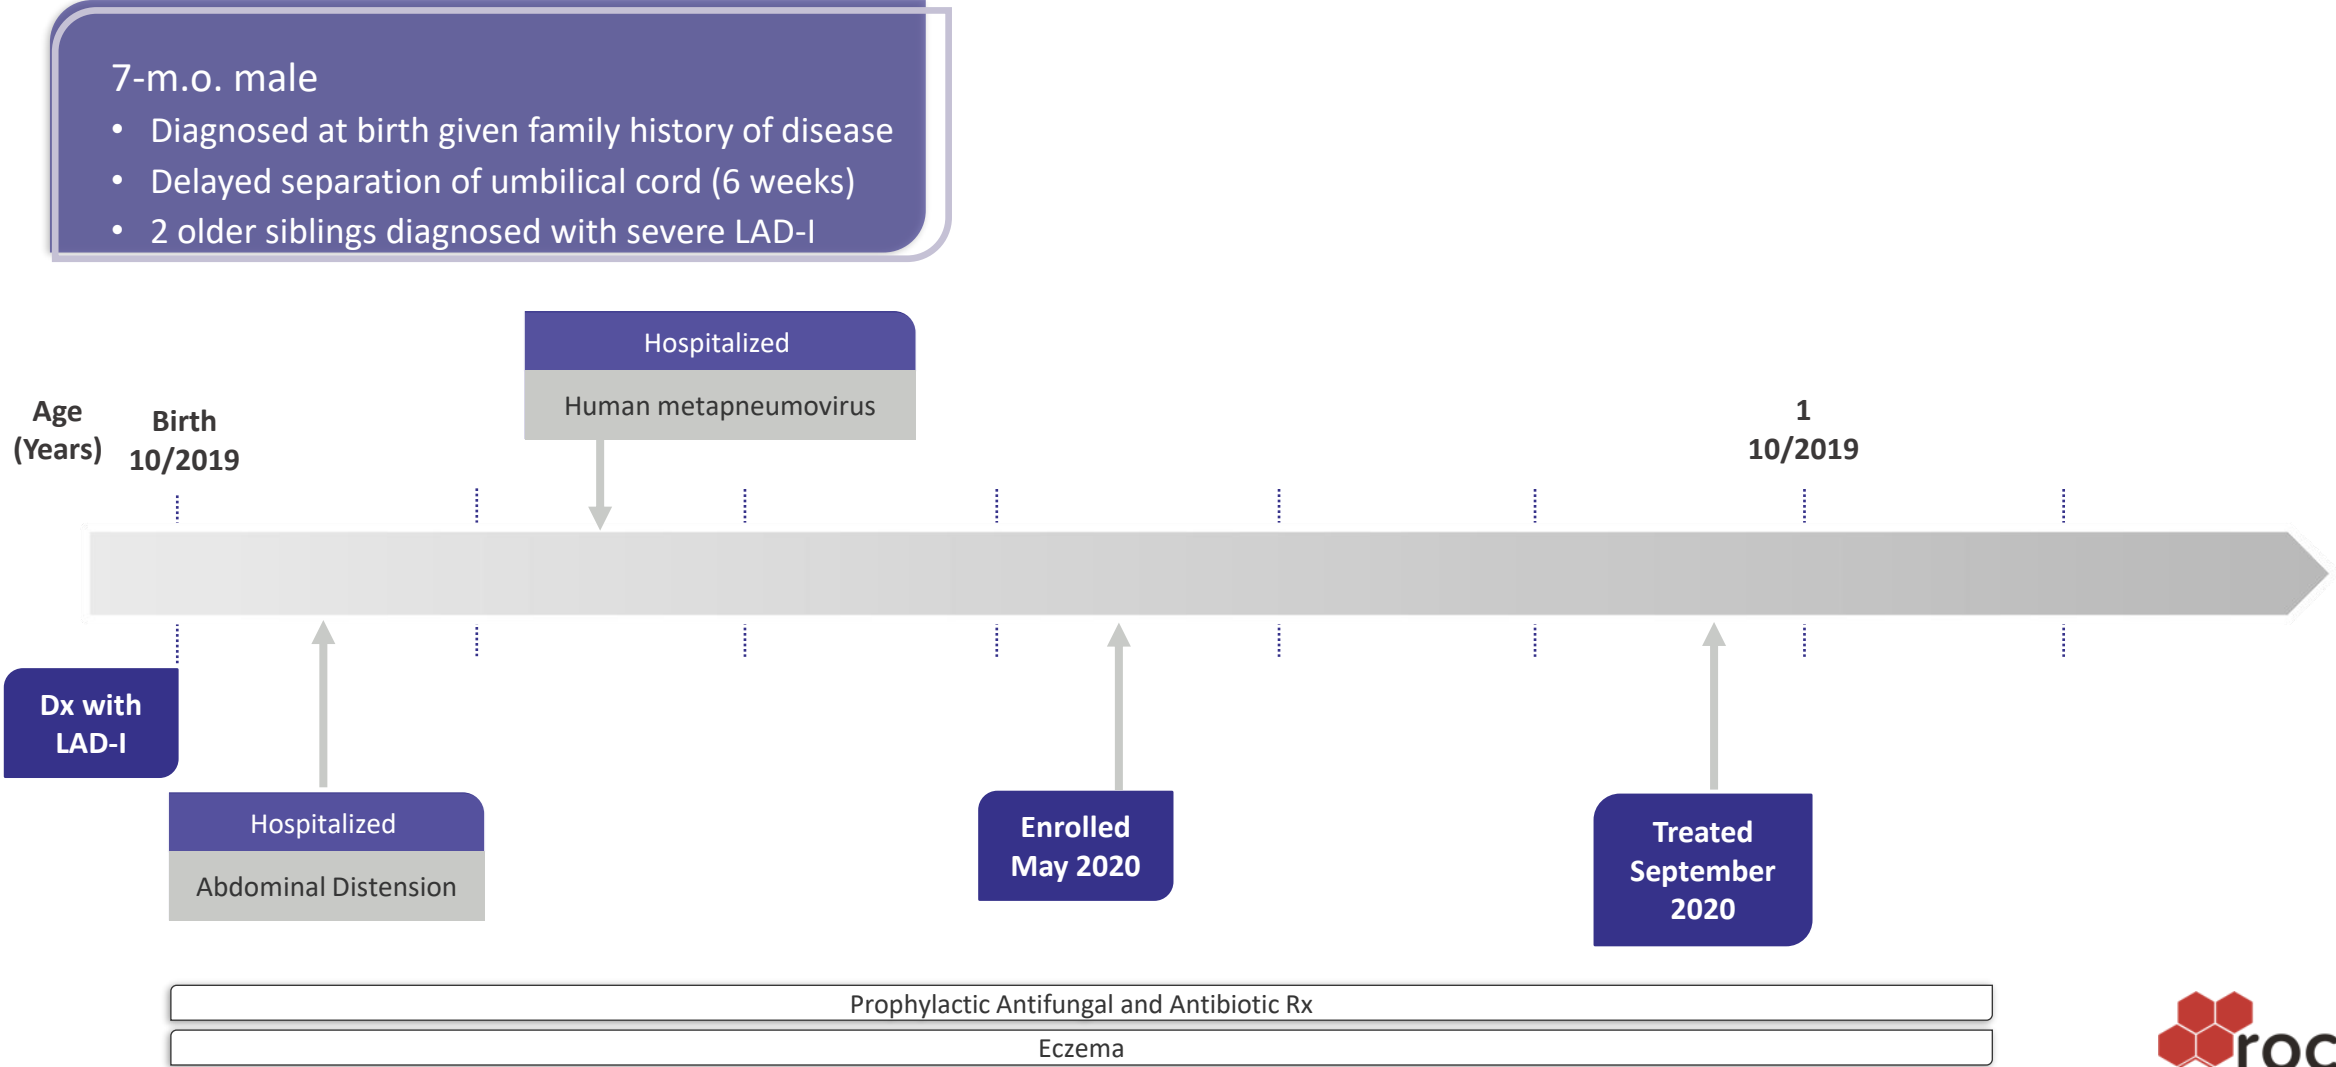 7-m.o. male
• Diagnosed at birth given family history of disease
• Delayed separation of umbilical cord (6 weeks)
• 2 older siblings diagnosed with severe LAD-I
Hospitalized
Human metapneumovirus
Age
(Years)
Birth
10/2019
1
10/2019
Dx with
LAD-I
Hospitalized
Abdominal Distension
Enrolled
May 2020
Treated
September
2020
Prophylactic Antifungal and Antibiotic Rx
Eczema
roc